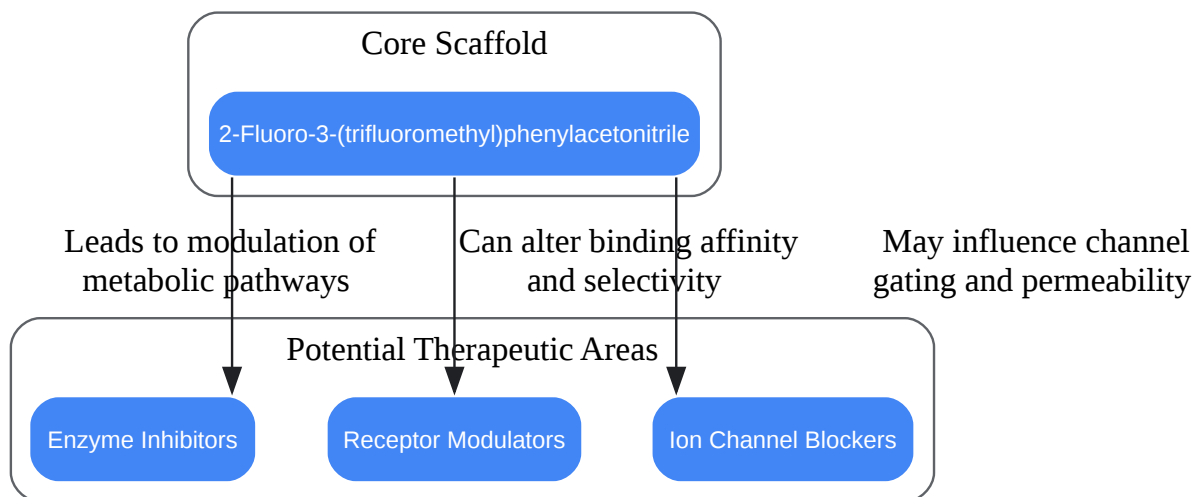 Core Scaffold
2-Fluoro-3-(trifluoromethyl)phenylacetonitrile
Leads to modulation of
metabolic pathways
Can alter binding affinity
and selectivity
May influence channel
gating and permeability
Potential Therapeutic Areas
Enzyme Inhibitors
Receptor Modulators
Ion Channel Blockers